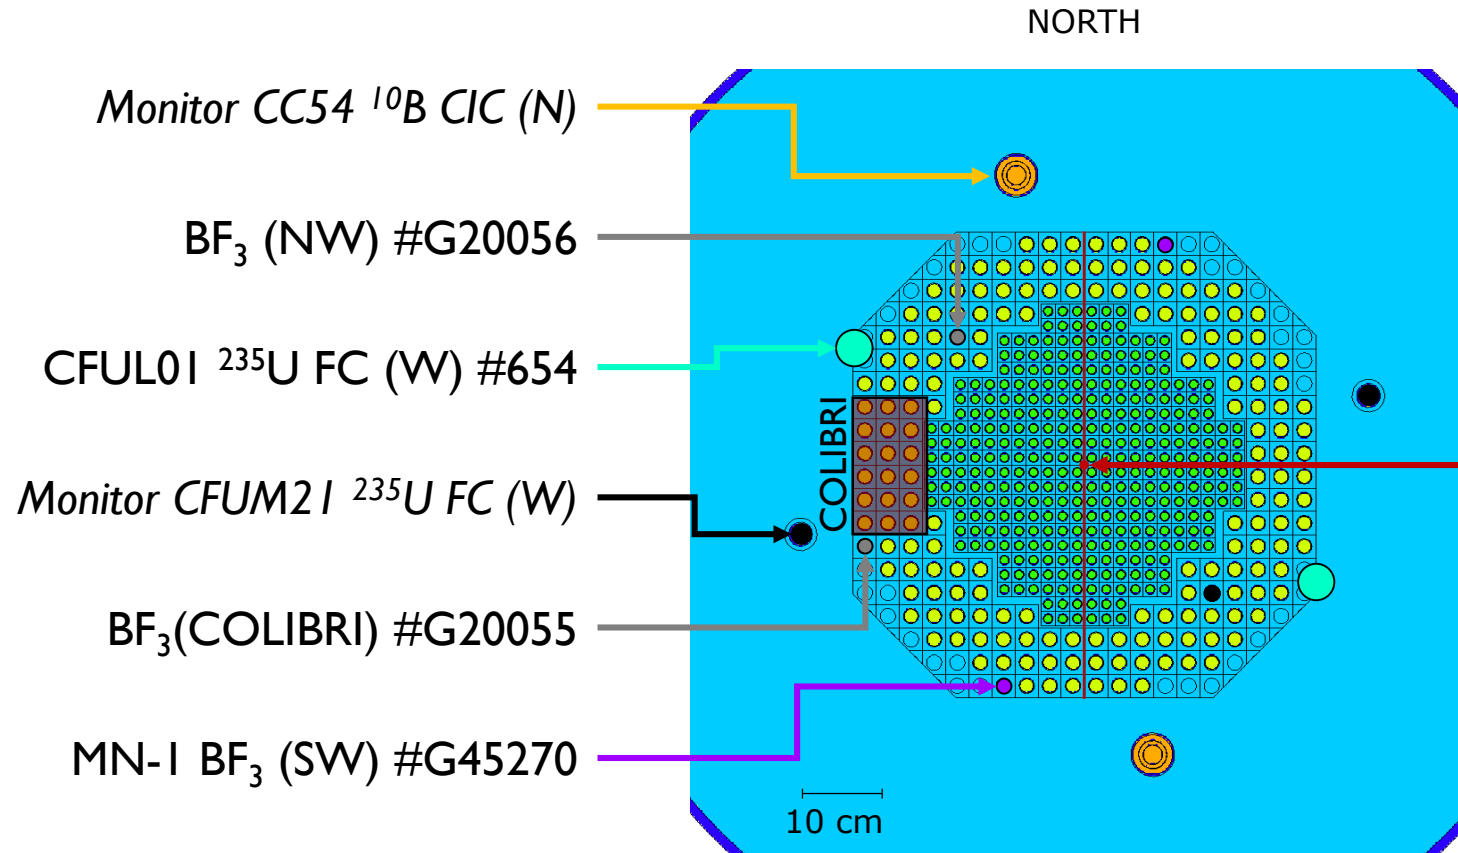 NORTH
Monitor CC54 ¹⁰B CIC (N)
BF₃ (NW) #G20056
CFUL01 ²³⁵U FC (W) #654
COLIBRI
Monitor CFUM21 ²³⁵U FC (W)
BF₃(COLIBRI) #G20055
MN-1 BF₃ (SW) #G45270
10 cm